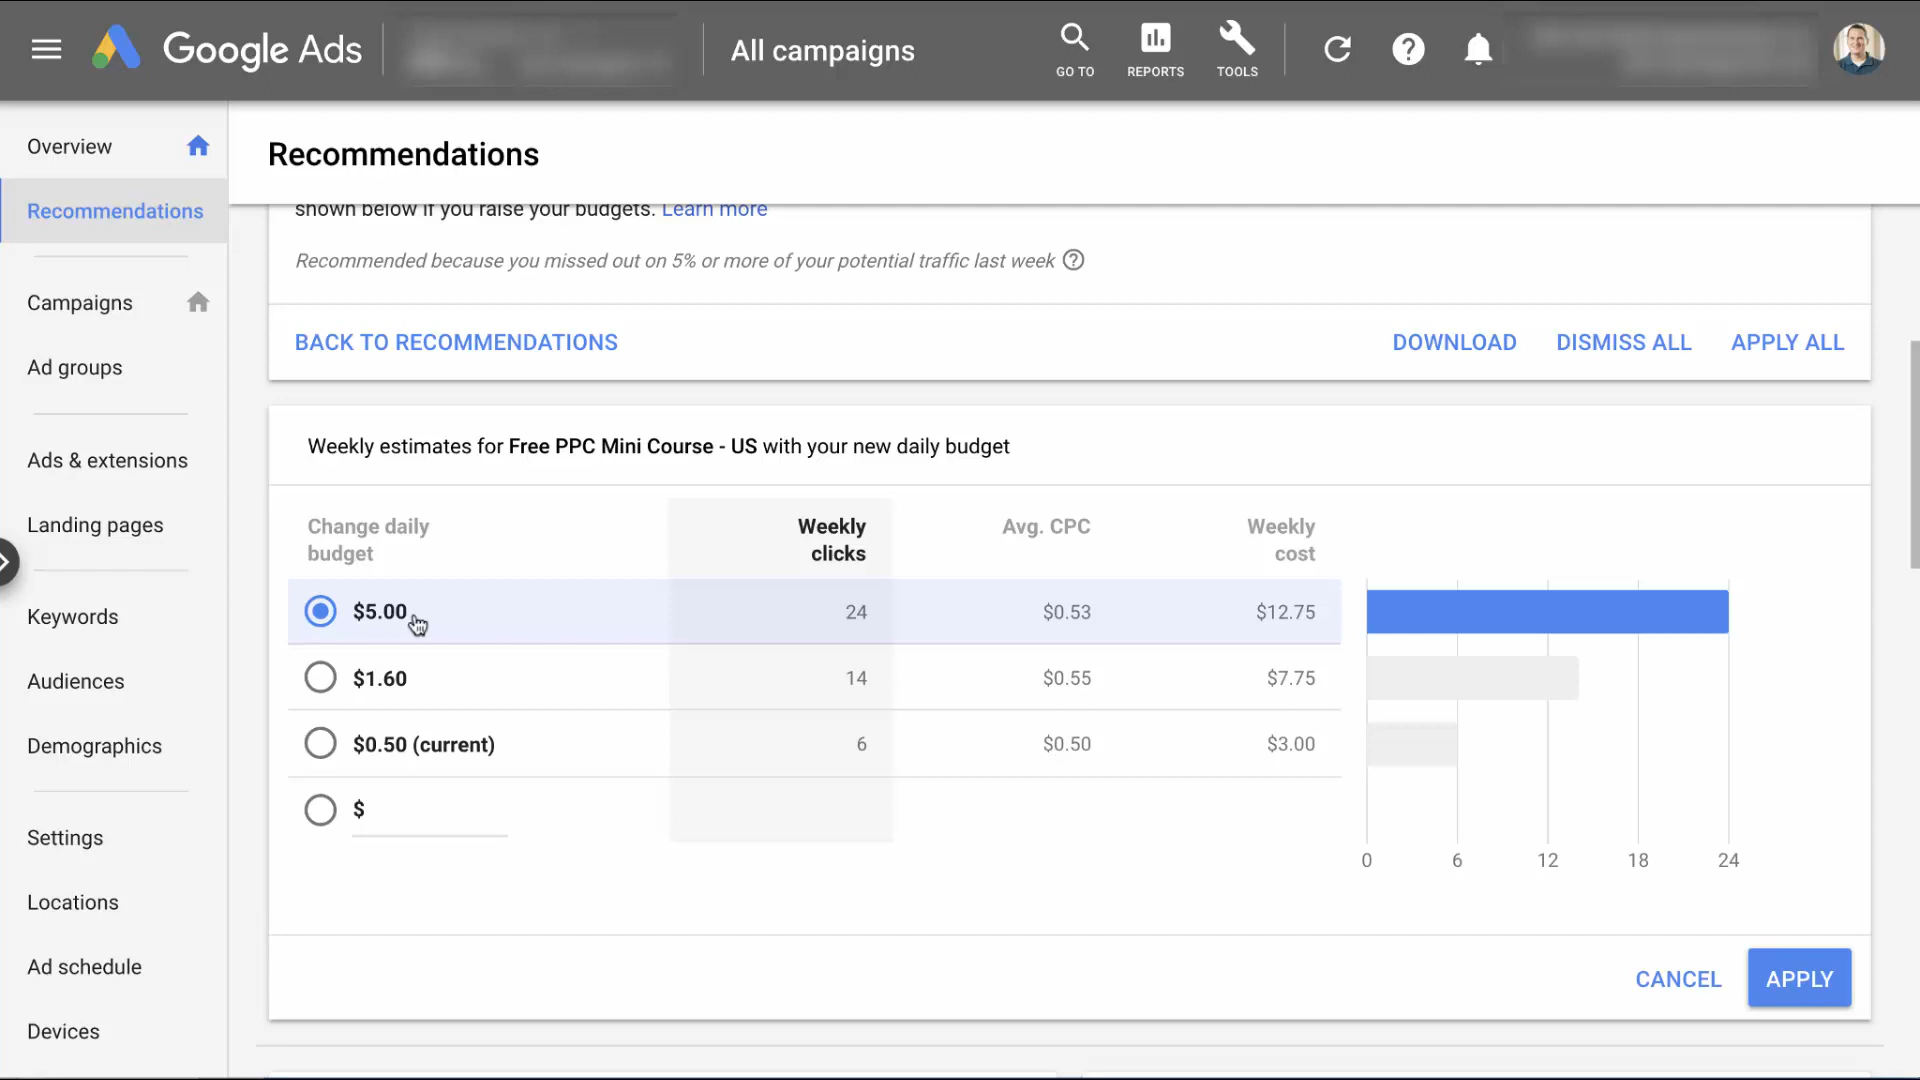 Google Ads
All campaigns
GO TO
REPORTS
TOOLS
Overview
Recommendations
Campaigns
Ad groups
Ads & extensions
Landing pages
Keywords
Audiences
Demographics
Settings
Locations
Ad schedule
Devices
Recommendations
shown below if you raise your budgets. Learn more
Recommended because you missed out on 5% or more of your potential traffic last week
BACK TO RECOMMENDATIONS DOWNLOAD DISMISS ALL APPLY ALL
Weekly estimates for Free PPC Mini Course - US with your new daily budget
Change daily
budget
Weekly
clicks
Avg. CPC
Weekly
cost
$5.00 24 $0.53 $12.75
$1.60 14 $0.55 $7.75
$0.50 (current) 6 $0.50 $3.00
$
0 6 12 18 24
CANCEL APPLY